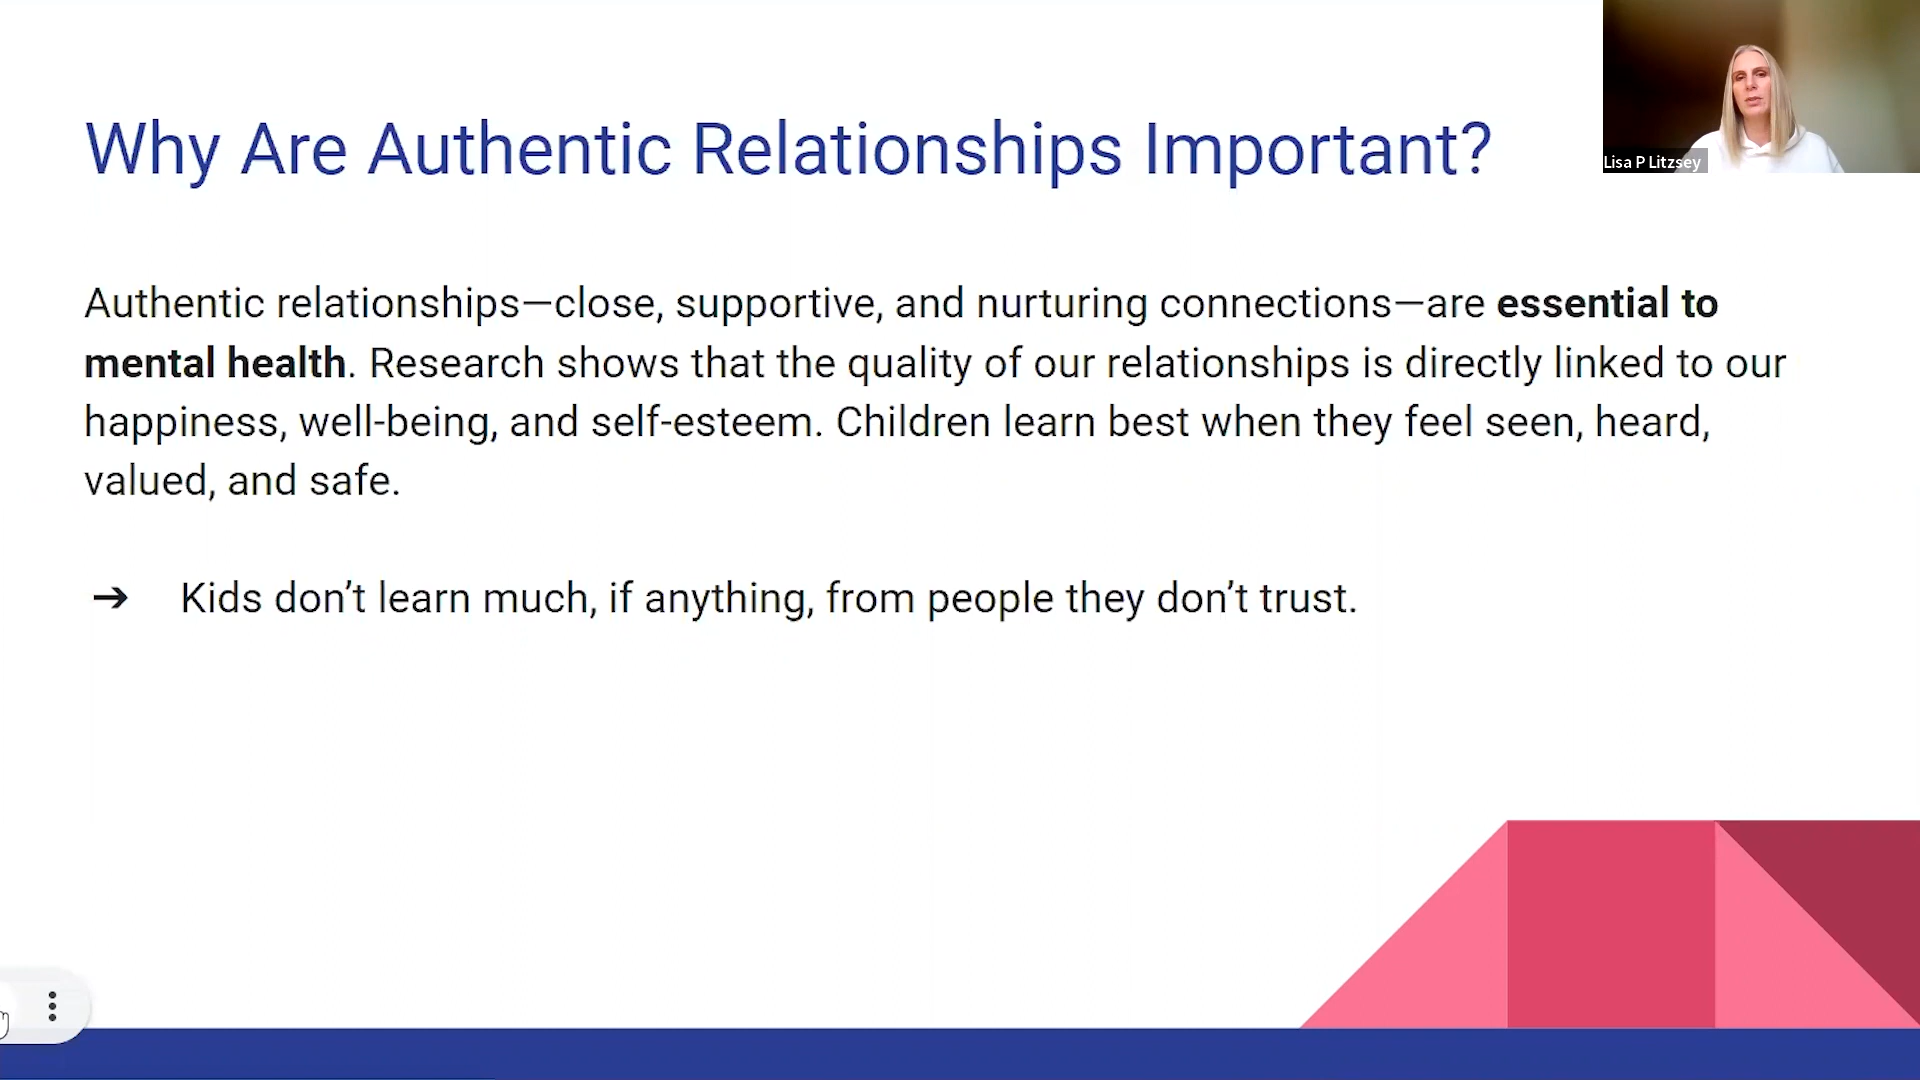 Why Are Authentic Relationships Important?
Lisa P Litzsey
Authentic relationships—close, supportive, and nurturing connections—are essential to
mental health. Research shows that the quality of our relationships is directly linked to our
happiness, well-being, and self-esteem. Children learn best when they feel seen, heard,
valued, and safe.
➔ Kids don’t learn much, if anything, from people they don’t trust.